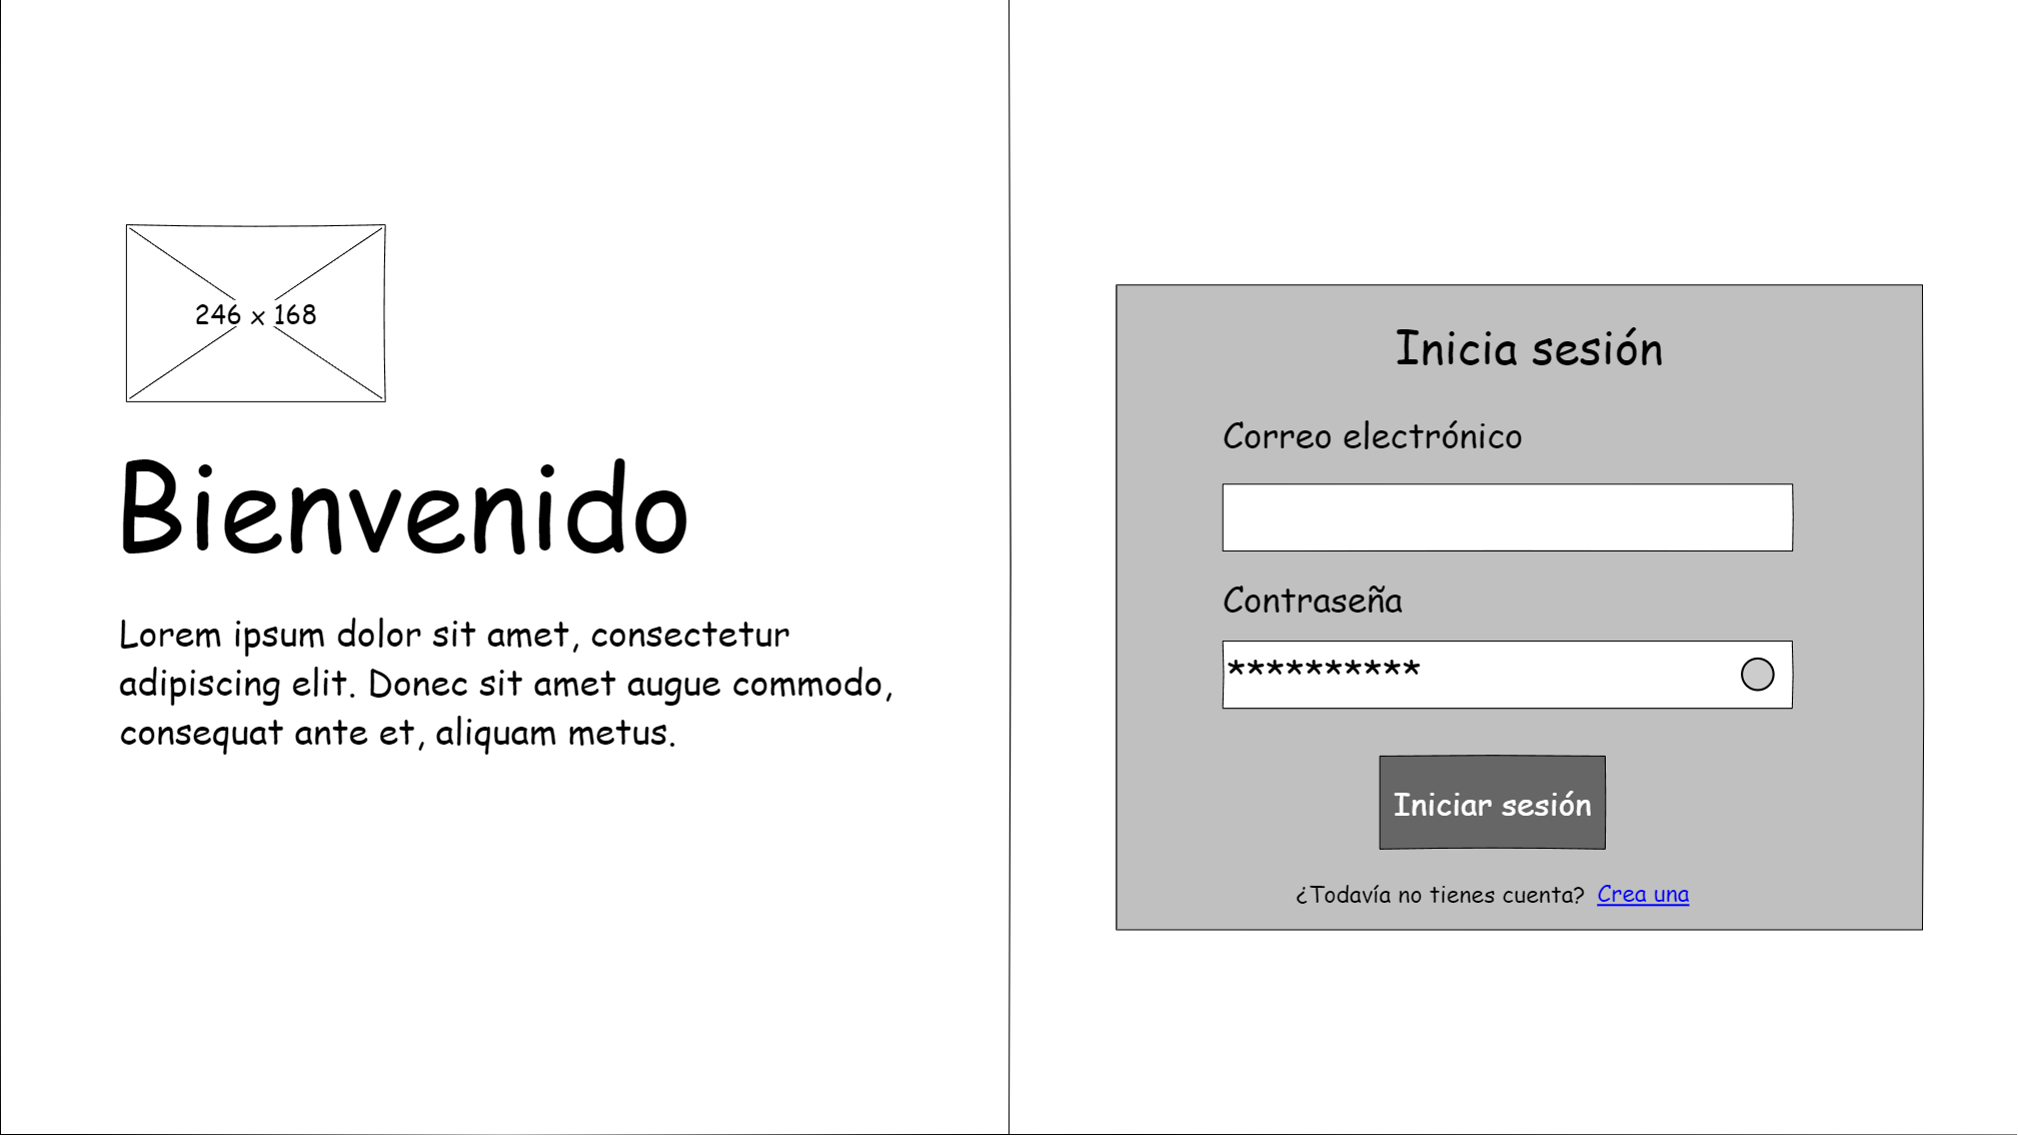 246 x 168
Bienvenido
Lorem ipsum dolor sit amet, consectetur
adipiscing elit. Donec sit amet augue commodo,
consequat ante et, aliquam metus.
Inicia sesión
Correo electrónico
Contraseña
**********
Iniciar sesión
¿Todavía no tienes cuenta? Crea una